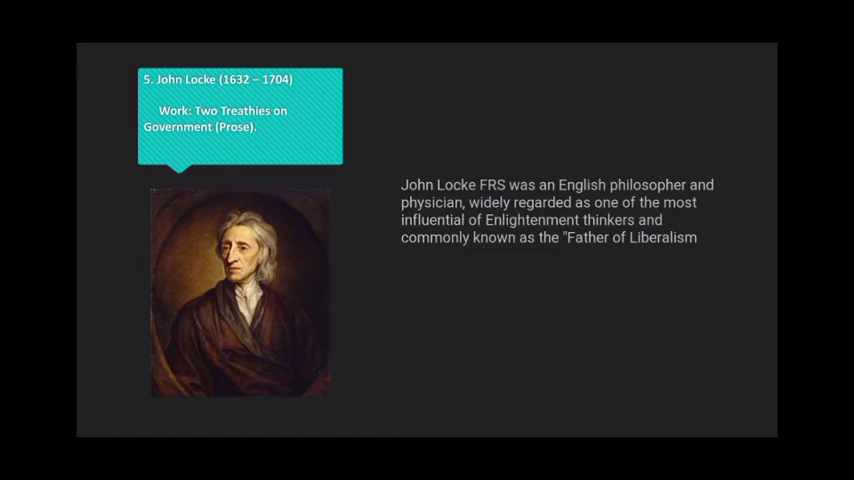 5. John Locke (1632 – 1704)
Work: Two Treathies on
Government (Prose).
John Locke FRS was an English philosopher and
physician, widely regarded as one of the most
influential of Enlightenment thinkers and
commonly known as the "Father of Liberalism